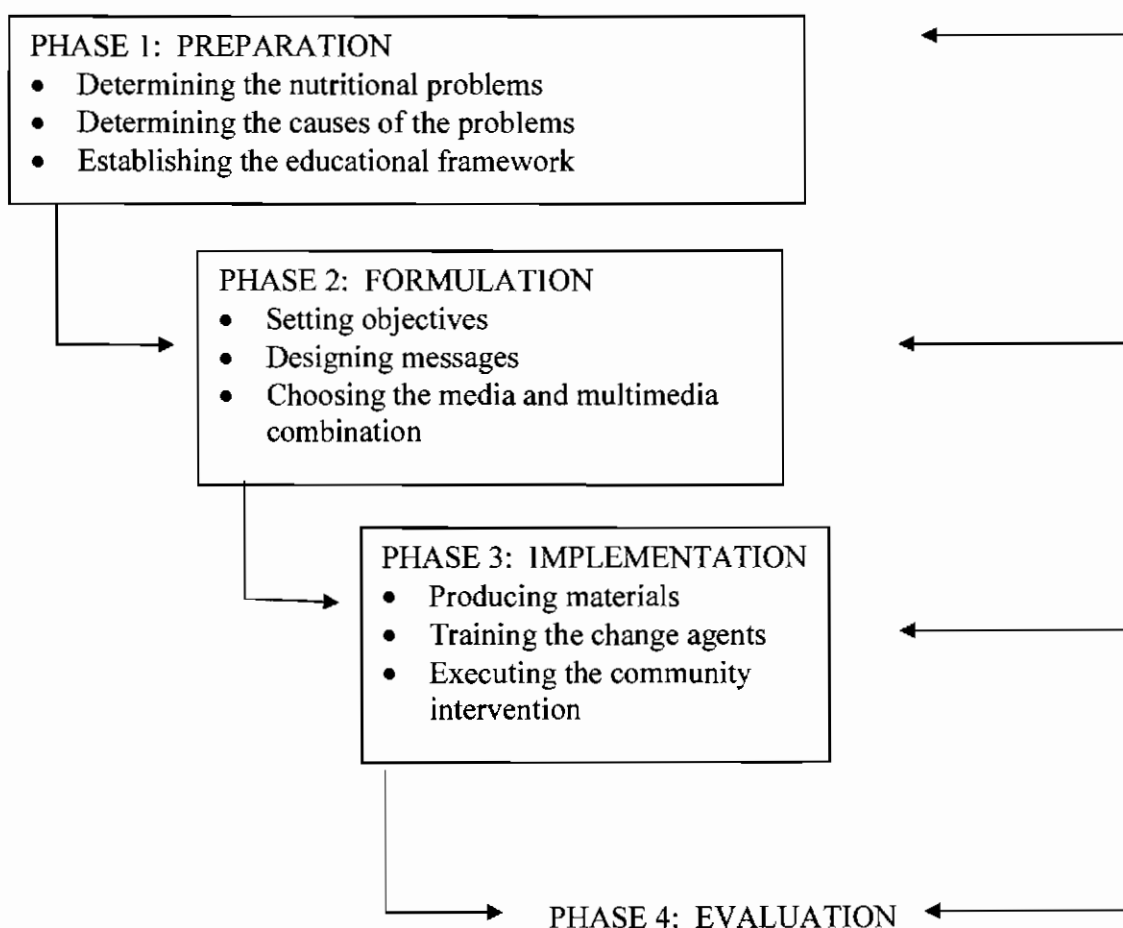 PHASE 1: PREPARATION
• Determining the nutritional problems
• Determining the causes of the problems
• Establishing the educational framework
PHASE 2: FORMULATION
• Setting objectives
• Designing messages
• Choosing the media and multimedia
combination
PHASE 3: IMPLEMENTATION
• Producing materials
• Training the change agents
• Executing the community
intervention
PHASE 4: EVALUATION